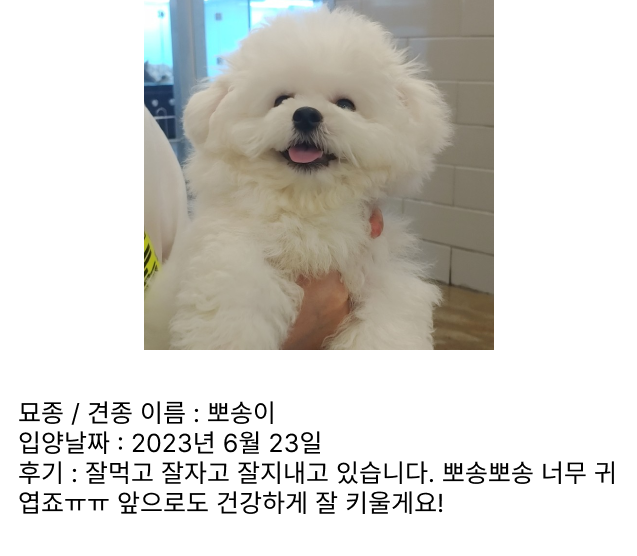 묘종 / 견종 이름 : 뽀송이
입양날짜 : 2023년 6월 23일
후기 : 잘먹고 잘자고 잘지내고 있습니다. 뽀송뽀송 너무 귀
엽죠ㅠㅠ 앞으로도 건강하게 잘 키울게요!